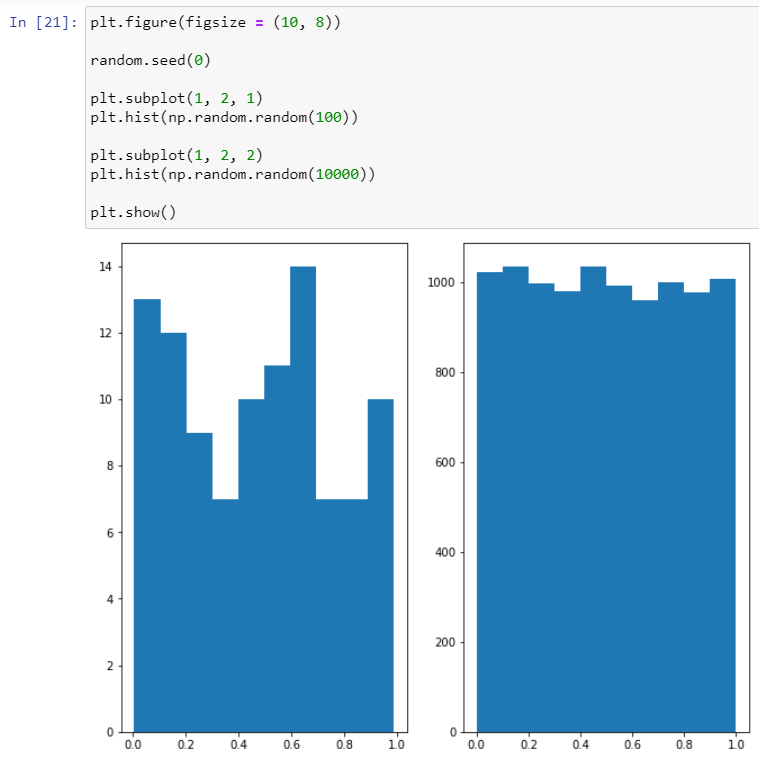 In [21]: plt.figure(figsize = (10, 8))
random.seed(0)
plt.subplot(1, 2, 1)
plt.hist(np.random.random(100))
plt.subplot(1, 2, 2)
plt.hist(np.random.random(10000))
plt.show()
14
12
10
8
6
4
2
0
0.0 0.2 0.4 0.6 0.8 1.0
1000
800
600
400
200
0
0.0 0.2 0.4 0.6 0.8 1.0